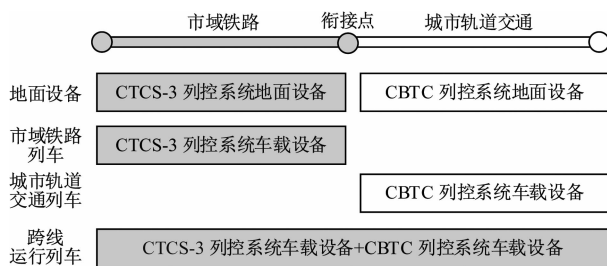 市域铁路
衔接点
城市轨道交通
地面设备
CTCS-3 列控系统地面设备
CBTC 列控系统地面设备
市域铁路
列车
CTCS-3 列控系统车载设备
城市轨道
交通列车
CBTC 列控系统车载设备
跨线
运行列车
CTCS-3 列控系统车载设备+CBTC 列控系统车载设备